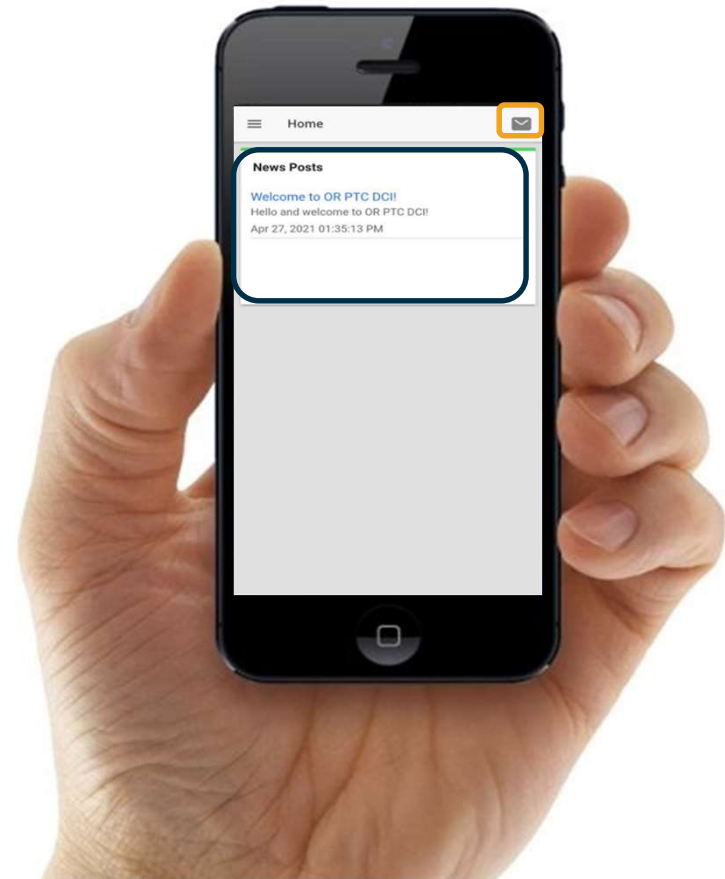 Home
News Posts
Welcome to OR PTC DCI!
Hello and welcome to OR PTC DCI!
Apr 27, 2021 01:35:13 PM